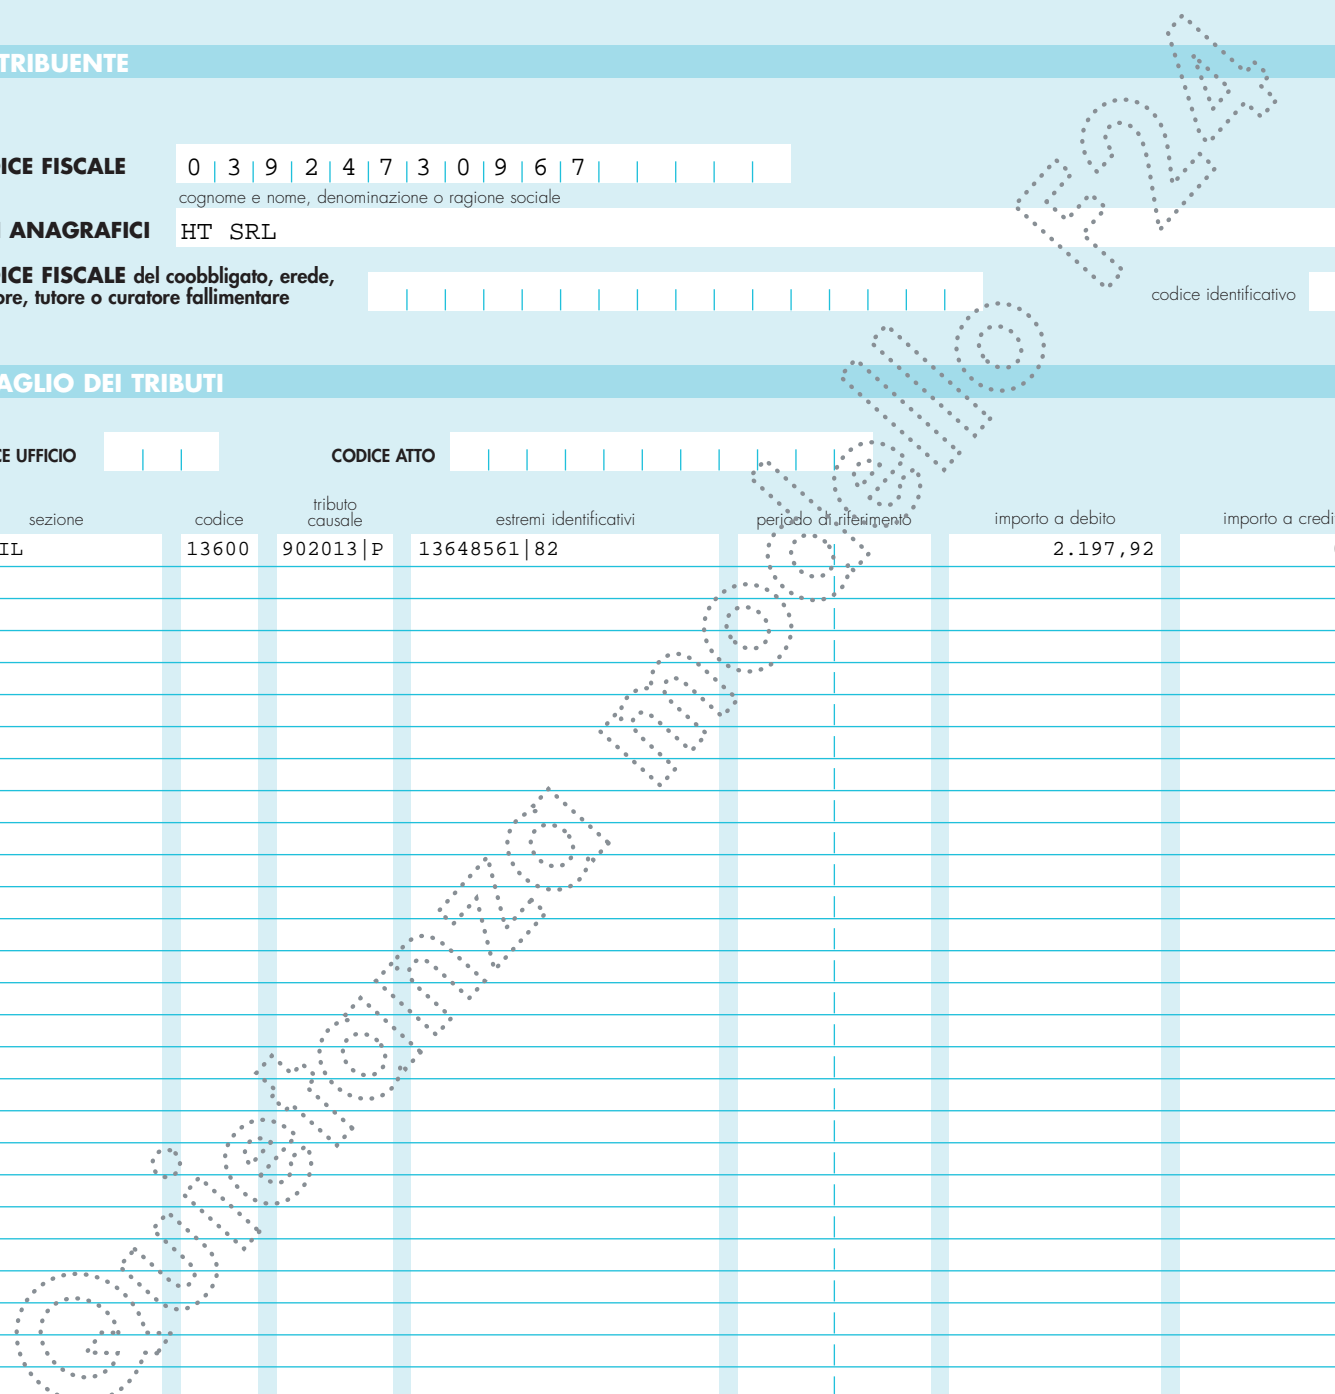 TRIBUENTE
ICE FISCALE 0 3 9 2 4 7 3 0 9 6 7
cognome e nome, denominazione o ragione sociale
I ANAGRAFICI HT SRL
ICE FISCALE del coobbligato, erede,
ore, tutore o curatore fallimentare
codice identificativo
AGLIO DEI TRIBUTI
CE UFFICIO CODICE ATTO
sezione codice tributo causale estremi identificativi periodo di riferimento importo a debito importo a credi
IL 13600 902013|P 13648561|82 2.197,92
Quietanza modello F24